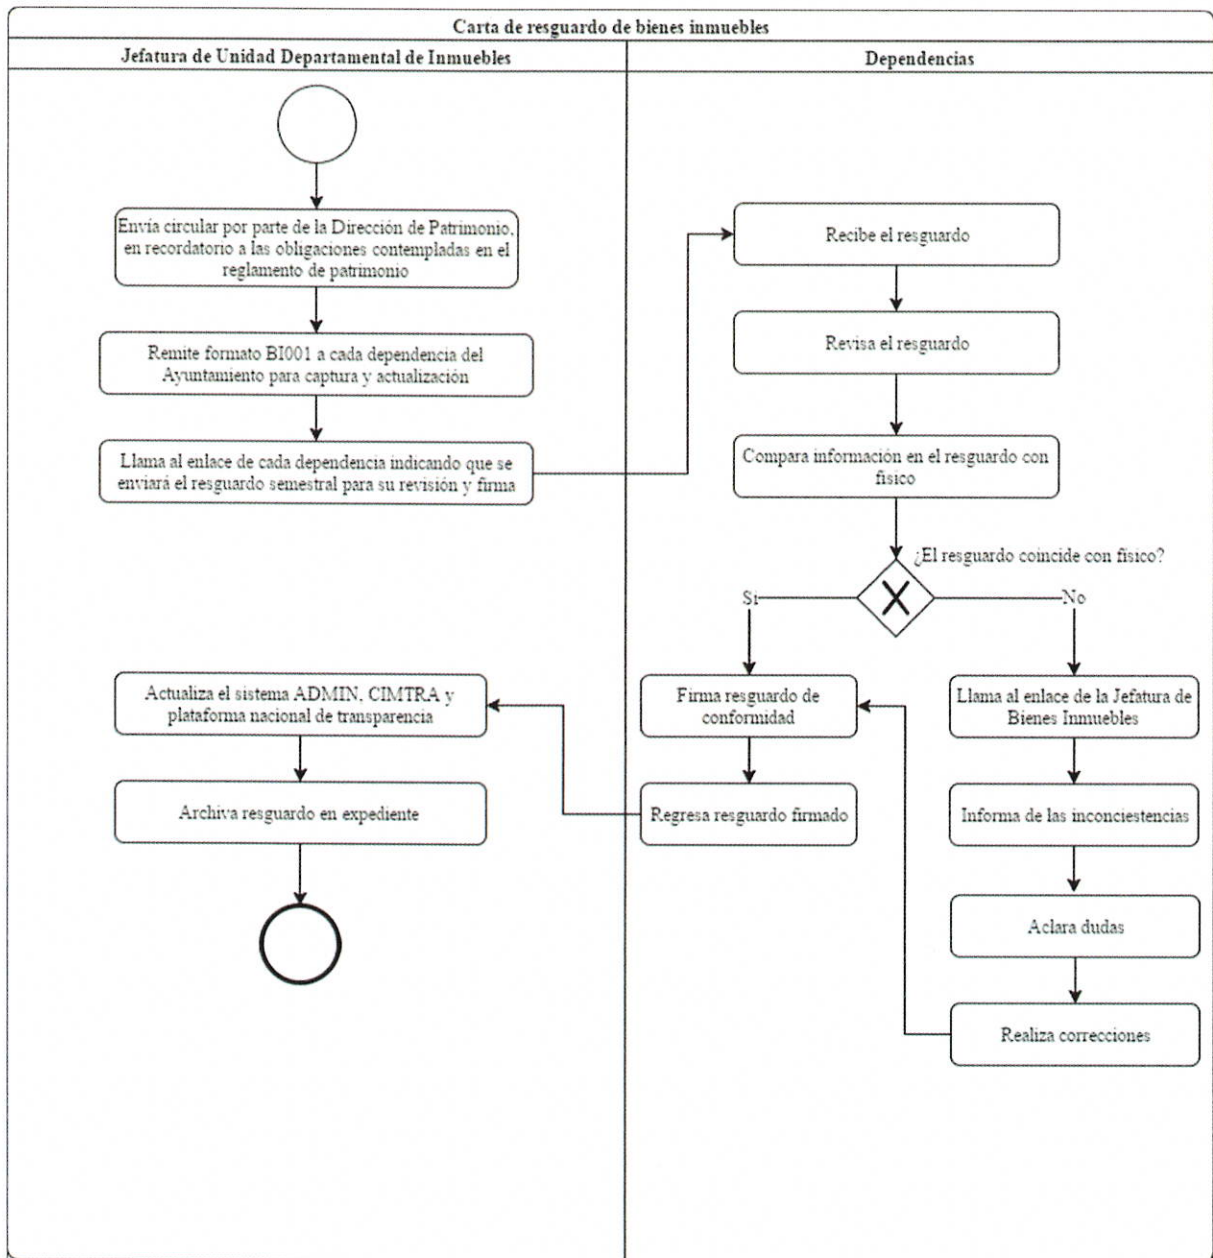 Carta de resguardo de bienes inmuebles
Jefatura de Unidad Departamental de Inmuebles
Dependencias
Envía circular por parte de la Dirección de Patrimonio,
en recordatorio a las obligaciones contempladas en el
reglamento de patrimonio
Remite formato BI001 a cada dependencia del
Ayuntamiento para captura y actualización
Llama al enlace de cada dependencia indicando que se
enviará el resguardo semestral para su revisión y firma
Recibe el resguardo
Revisa el resguardo
Compara información en el resguardo con
físico
¿El resguardo coincide con físico?
Si
No
Firma resguardo de
conformidad
Regresa resguardo firmado
Llama al enlace de la Jefatura de
Bienes Inmuebles
Informa de las inconciestencias
Aclara dudas
Realiza correcciones
Actualiza el sistema ADMIN, CIMTRA y
plataforma nacional de transparencia
Archiva resguardo en expediente